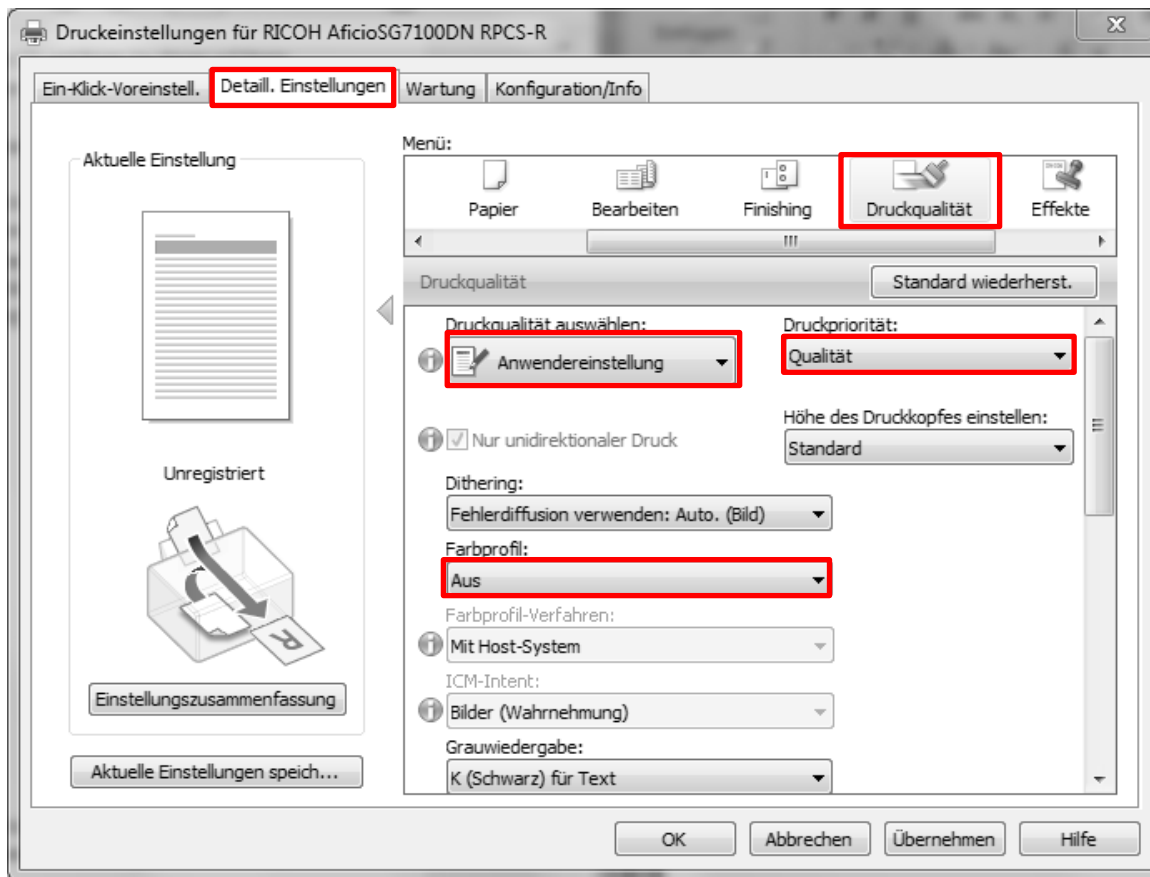 Druckeinstellungen für RICOH AficioSG7100DN RPCS-R
Ein-Klick-Voreinstell. Detaill. Einstellungen Wartung Konfiguration/Info
Aktuelle Einstellung
Unregistriert
R
Einstellungszusammenfassung
Aktuelle Einstellungen speich...
Menü:
Papier Bearbeiten Finishing Druckqualität Effekte
Druckqualität Standard wiederherst.
Druckqualität auswählen: Druckpriorität:
Anwendereinstellung Qualität
Höhe des Druckkopfes einstellen:
Nur unidirektionaler Druck Standard
Dithering:
Fehlerdiffusion verwenden: Auto. (Bild)
Farbprofil:
Aus
Farbprofil-Verfahren:
Mit Host-System
ICM-Intent:
Bilder (Wahrnehmung)
Grauwiedergabe:
K (Schwarz) für Text
OK Abbrechen Übernehmen Hilfe